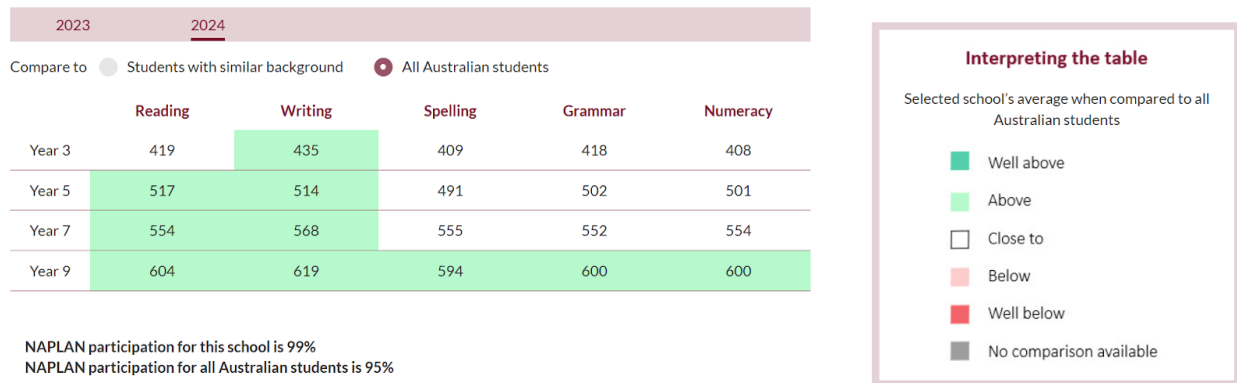 2023 2024
Compare to Students with similar background All Australian students
Reading Writing Spelling Grammar Numeracy
Year 3 419 435 409 418 408
Year 5 517 514 491 502 501
Year 7 554 568 555 552 554
Year 9 604 619 594 600 600
NAPLAN participation for this school is 99%
NAPLAN participation for all Australian students is 95%
Interpreting the table
Selected school's average when compared to all
Australian students
Well above
Above
Close to
Below
Well below
No comparison available